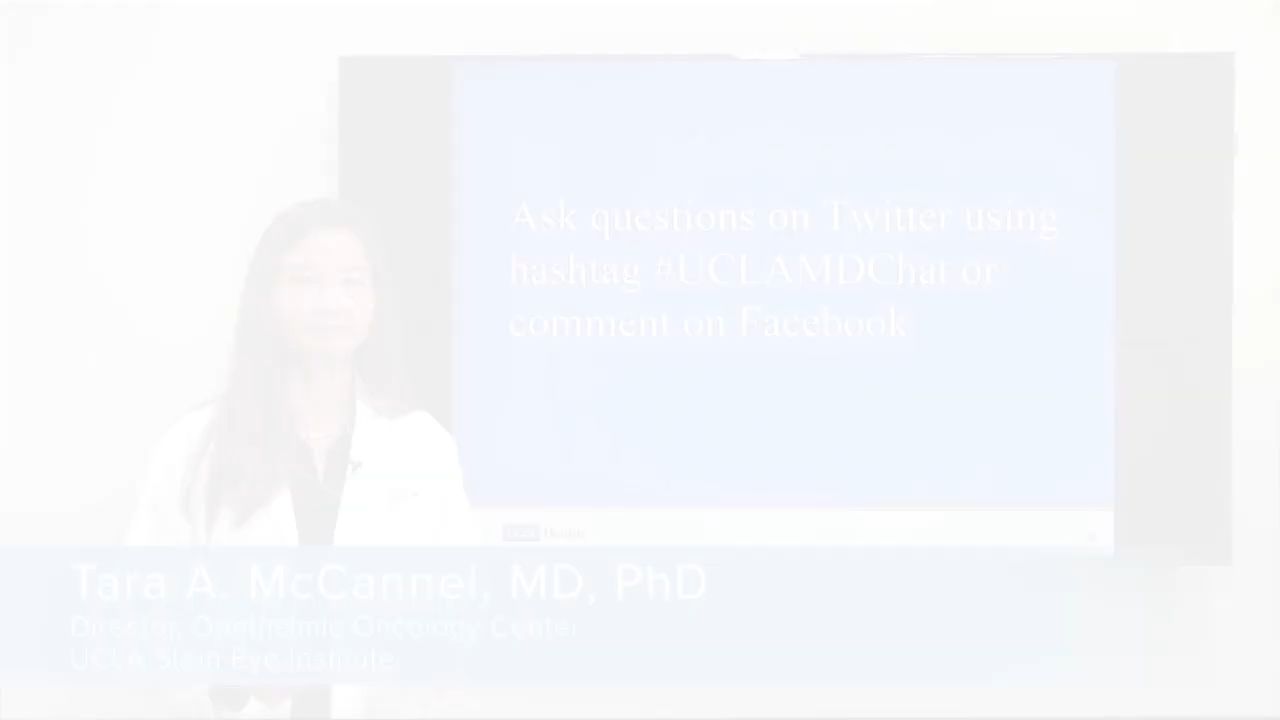 Ask questions on Twitter using
hashtag #UCLAMDChat or
comment on Facebook
Health
Tara A. McCannel, MD, PhD
Director, Ophthalmic Oncology Center
UCLA Stein Eye Institute